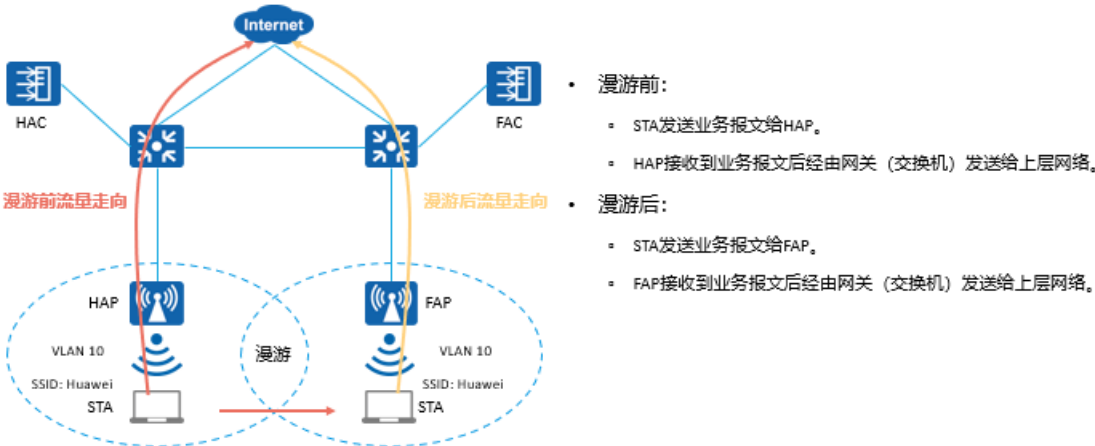 Internet
HAC
FAC
漫游前流量走向
漫游后流量走向
HAP
FAP
VLAN 10
漫游
VLAN 10
SSID: Huawei
SSID: Huawei
STA
STA
• 漫游前：
▫ STA发送业务报文给HAP。
▫ HAP接收到业务报文后经由网关（交换机）发送给上层网络。
• 漫游后：
▫ STA发送业务报文给FAP。
▫ FAP接收到业务报文后经由网关（交换机）发送给上层网络。